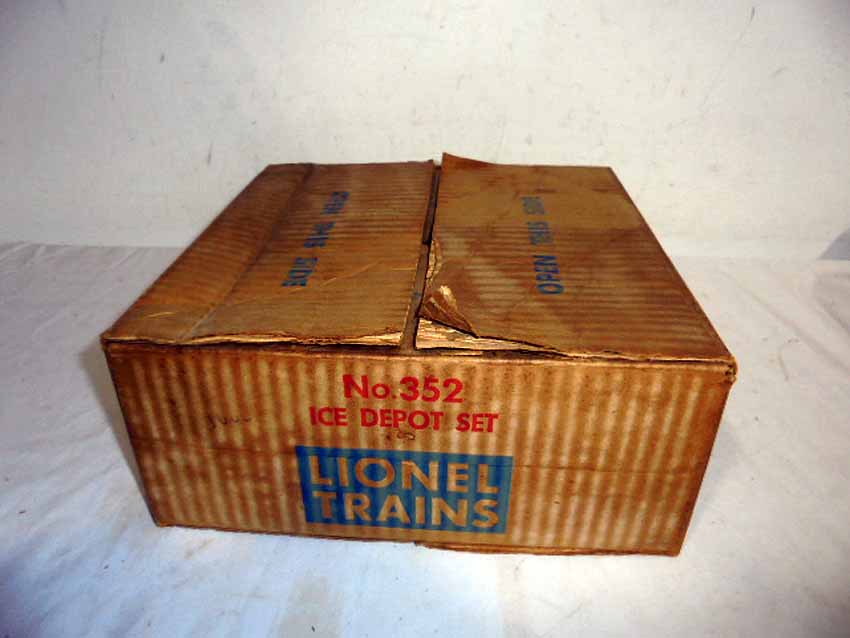 OPEN THIS SIDE
OPEN THIS SIDE
No. 352
ICE DEPOT SET
LIONEL
TRAINS